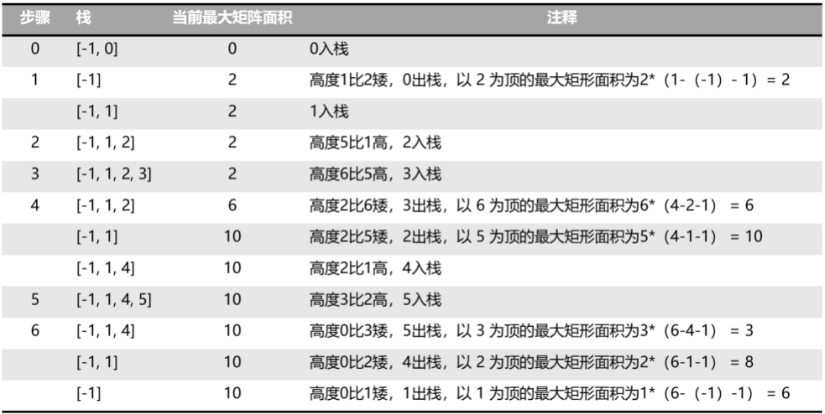 步骤 栈 当前最大矩阵面积 注释
0 [-1, 0] 0 0入栈
1 [-1] 2 高度1比2矮，0出栈，以 2 为顶的最大矩形面积为2*（1-（-1）- 1）= 2
[-1, 1] 2 1入栈
2 [-1, 1, 2] 2 高度5比1高，2入栈
3 [-1, 1, 2, 3] 2 高度6比5高，3入栈
4 [-1, 1, 2] 6 高度2比6矮，3出栈，以 6 为顶的最大矩形面积为6*（4-2-1） = 6
[-1, 1] 10 高度2比5矮，2出栈，以 5 为顶的最大矩形面积为5*（4-1-1） = 10
[-1, 1, 4] 10 高度2比1高，4入栈
5 [-1, 1, 4, 5] 10 高度3比2高，5入栈
6 [-1, 1, 4] 10 高度0比3矮，5出栈，以 3 为顶的最大矩形面积为3*（6-4-1） = 3
[-1, 1] 10 高度0比2矮，4出栈，以 2 为顶的最大矩形面积为2*（6-1-1） = 8
[-1] 10 高度0比1矮，1出栈，以 1 为顶的最大矩形面积为1*（6-（-1）-1） = 6